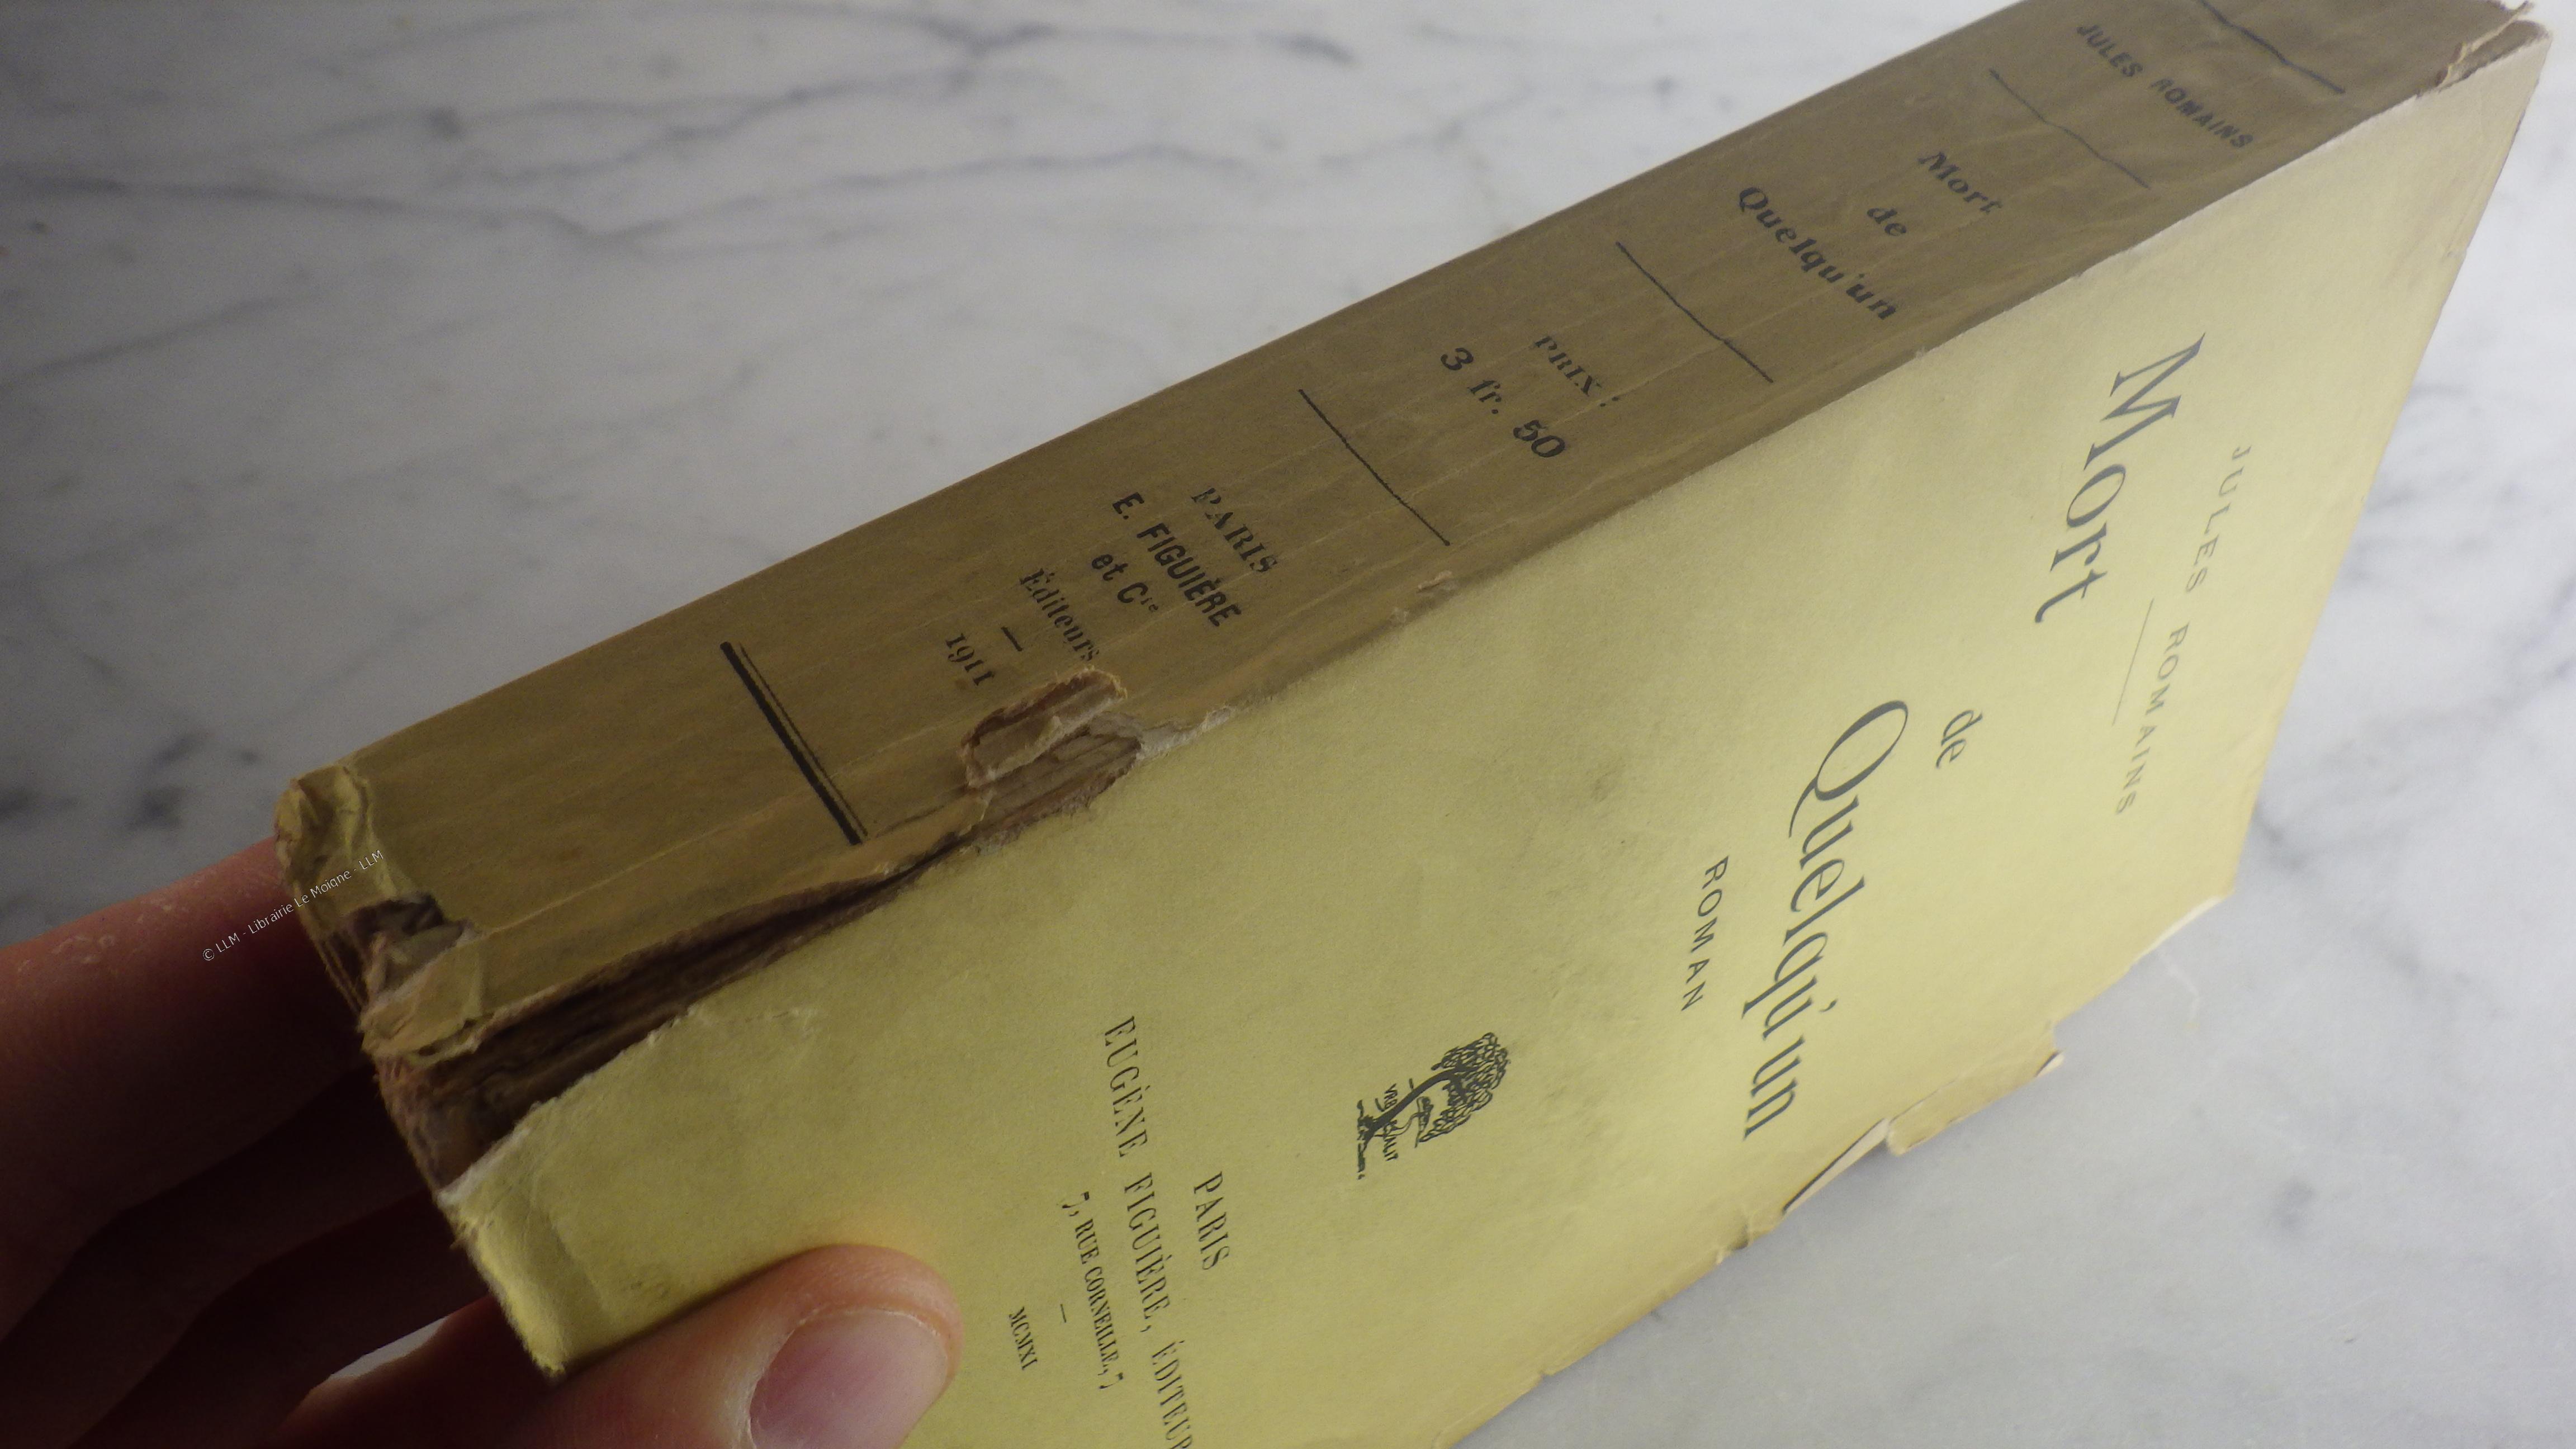 JULES ROMAINS
Mort
de
Quelqu'un
PRIX :
3 fr. 50
PARIS
E. FIGUIÈRE
et Cie
Éditeurs
1911
JULES ROMAINS
Mort
de
Quelqu'un
ROMAN
PARIS
EUGÈNE FIGUIÈRE, ÉDITEUR
7, RUE CORNEILLE, 7
MCMXI
© LLM - Librairie Le Moigne - LLM